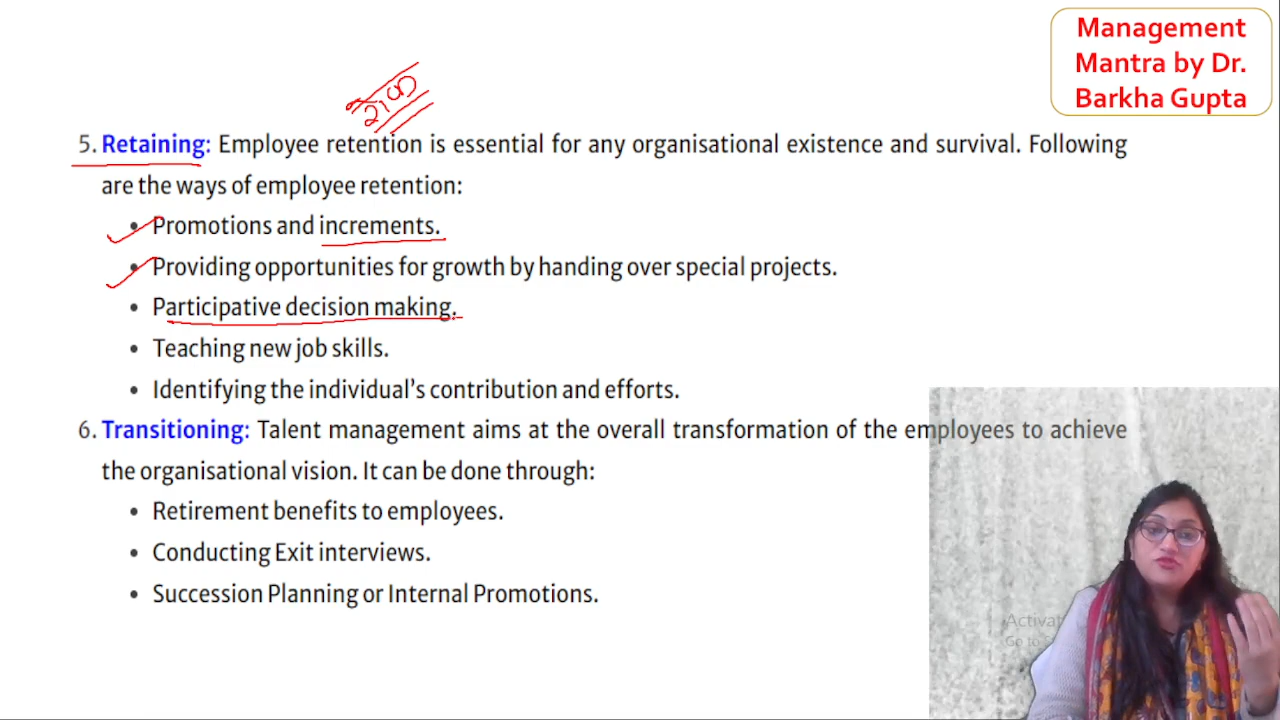 Management
Mantra by Dr.
Barkha Gupta
5. Retaining: Employee retention is essential for any organisational existence and survival. Following
are the ways of employee retention:
• Promotions and increments.
• Providing opportunities for growth by handing over special projects.
• Participative decision making.
• Teaching new job skills.
• Identifying the individual's contribution and efforts.
6. Transitioning: Talent management aims at the overall transformation of the employees to achieve
the organisational vision. It can be done through:
• Retirement benefits to employees.
• Conducting Exit interviews.
• Succession Planning or Internal Promotions.
Activat
Go to S